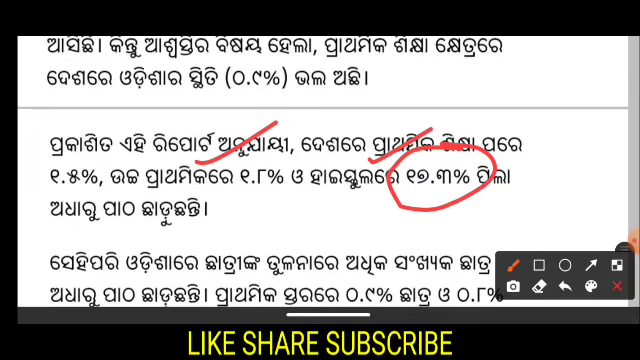 ଆସିଛି। କିନ୍ତୁ ଆଶ୍ୱସ୍ତିର ବିଷୟ ହେଲା, ପ୍ରାଥମିକ ଶିକ୍ଷା କ୍ଷେତ୍ରରେ
ଦେଶରେ ଓଡ଼ିଶାର ସ୍ଥିତି (୦.୯%) ଭଲ ଅଛି।
ପ୍ରକାଶିତ ଏହି ରିପୋର୍ଟ ଅନୁଯାୟୀ, ଦେଶରେ ପ୍ରାଥମିକ ଶିକ୍ଷା ପରେ
୧.୫%, ଉଚ୍ଚ ପ୍ରାଥମିକରେ ୧.୮% ଓ ହାଇସ୍କୁଲରେ ୧୭.୩% ପିଲା
ଅଧାରୁ ପାଠ ଛାଡୁଛନ୍ତି।
ସେହିପରି ଓଡ଼ିଶାରେ ଛାତ୍ରୀଙ୍କ ତୁଳନାରେ ଅଧିକ ସଂଖ୍ୟକ ଛାତ୍ର
ଅଧାରୁ ପାଠ ଛାଡ଼ୁଛନ୍ତି। ପ୍ରାଥମିକ ସ୍ତରରେ ୦.୯% ଛାତ୍ର ଓ ୦.୮%
LIKE SHARE SUBSCRIBE